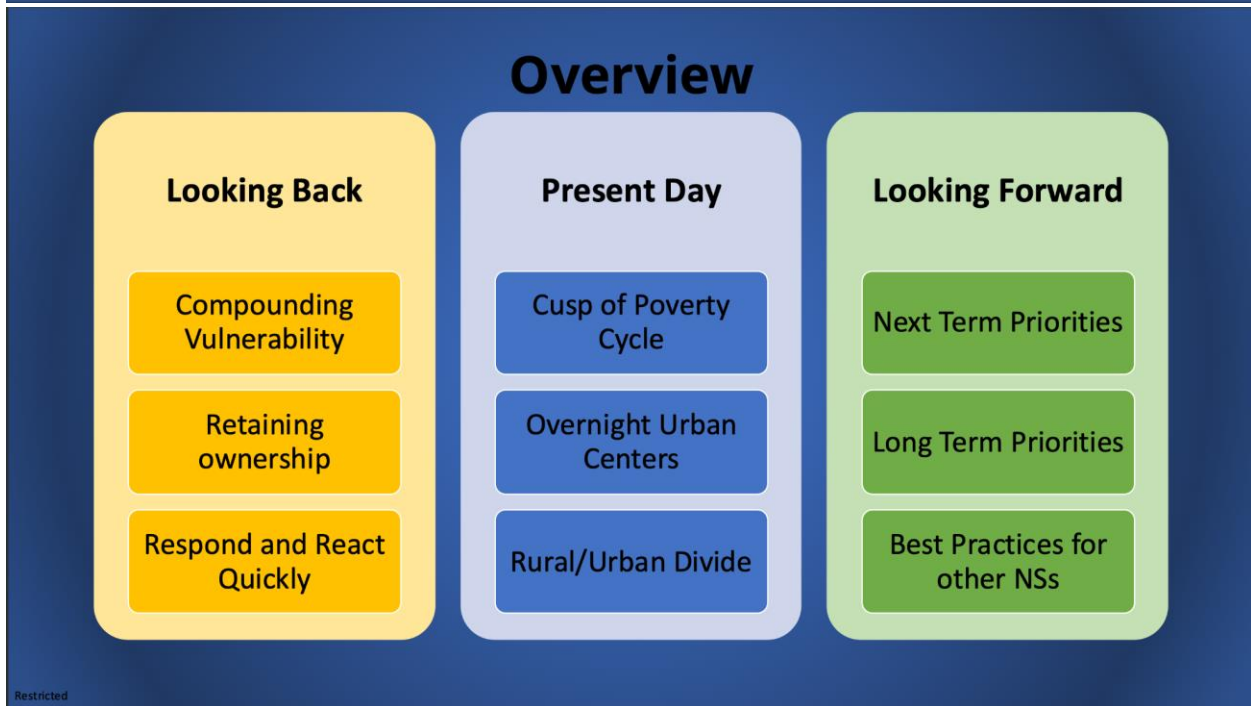 Overview
Looking Back
Compounding
Vulnerability
Retaining
ownership
Respond and React
Quickly
Present Day
Cusp of Poverty
Cycle
Overnight Urban
Centers
Rural/Urban Divide
Looking Forward
Next Term Priorities
Long Term Priorities
Best Practices for
other NSs
Restricted